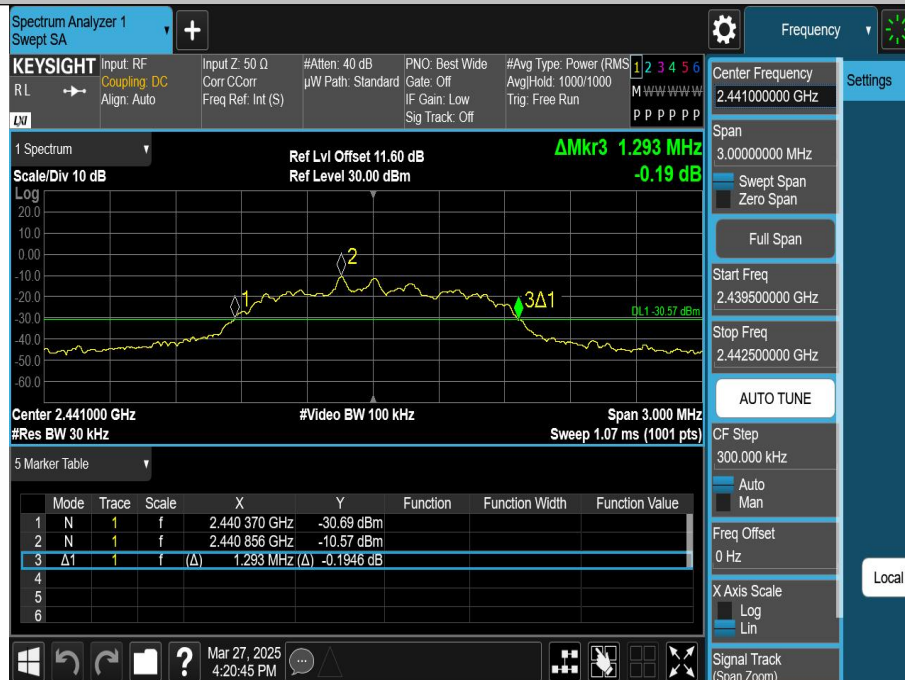 Spectrum Analyzer 1
Swept SA
+
Frequency
KEYSIGHT
RL
LXI
Input: RF
Coupling: DC
Align: Auto
Input Z: 50 Ω
Corr CCorr
Freq Ref: Int (S)
#Atten: 40 dB
µW Path: Standard
PNO: Best Wide
Gate: Off
IF Gain: Low
Sig Track: Off
#Avg Type: Power (RMS
Avg|Hold: 1000/1000
Trig: Free Run
1 2 3 4 5 6
M W W W W W
P P P P P P
1 Spectrum
Scale/Div 10 dB
Ref Lvl Offset 11.60 dB
Ref Level 30.00 dBm
ΔMkr3 1.293 MHz
-0.19 dB
Log
20.0
10.0
0.00
-10.0
-20.0
-30.0
-40.0
-50.0
-60.0
1
2
3Δ1
DL1 -30.57 dBm
Center 2.441000 GHz
#Video BW 100 kHz
Span 3.000 MHz
#Res BW 30 kHz
Sweep 1.07 ms (1001 pts)
5 Marker Table
Mode Trace Scale X Y Function Function Width Function Value
1 N 1 f 2.440 370 GHz -30.69 dBm
2 N 1 f 2.440 856 GHz -10.57 dBm
3 Δ1 1 f (Δ) 1.293 MHz (Δ) -0.1946 dB
4
5
6
?
Mar 27, 2025
4:20:45 PM
Center Frequency
2.441000000 GHz
Span
3.00000000 MHz
Swept Span
Zero Span
Full Span
Start Freq
2.439500000 GHz
Stop Freq
2.442500000 GHz
AUTO TUNE
CF Step
300.000 kHz
Auto
Man
Freq Offset
0 Hz
X Axis Scale
Log
Lin
Signal Track
(Span Zoom)
Settings
Local